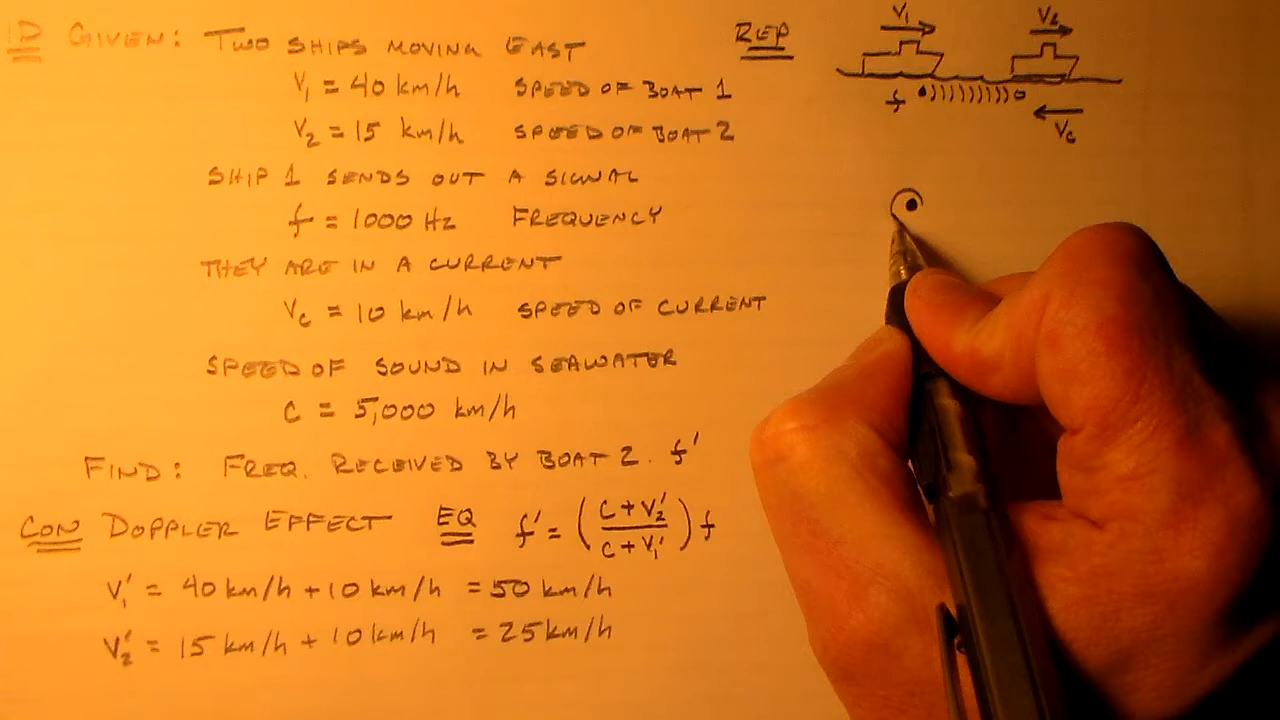 ID GIVEN: TWO SHIPS MOVING EAST
V₁ = 40 km/h SPEED OF BOAT 1
V₂ = 15 km/h SPEED OF BOAT 2
SHIP 1 SENDS OUT A SIGNAL
f = 1000 Hz FREQUENCY
THEY ARE IN A CURRENT
Vc = 10 km/h SPEED OF CURRENT
SPEED OF SOUND IN SEAWATER
C = 5,000 km/h
FIND: FREQ. RECEIVED BY BOAT 2. f'
CON DOPPLER EFFECT EQ f' = ((C + V₂')/(C + V₁')) f
V₁' = 40 km/h + 10 km/h = 50 km/h
V₂' = 15 km/h + 10 km/h = 25 km/h
REP
V₁ V₂
f
Vc